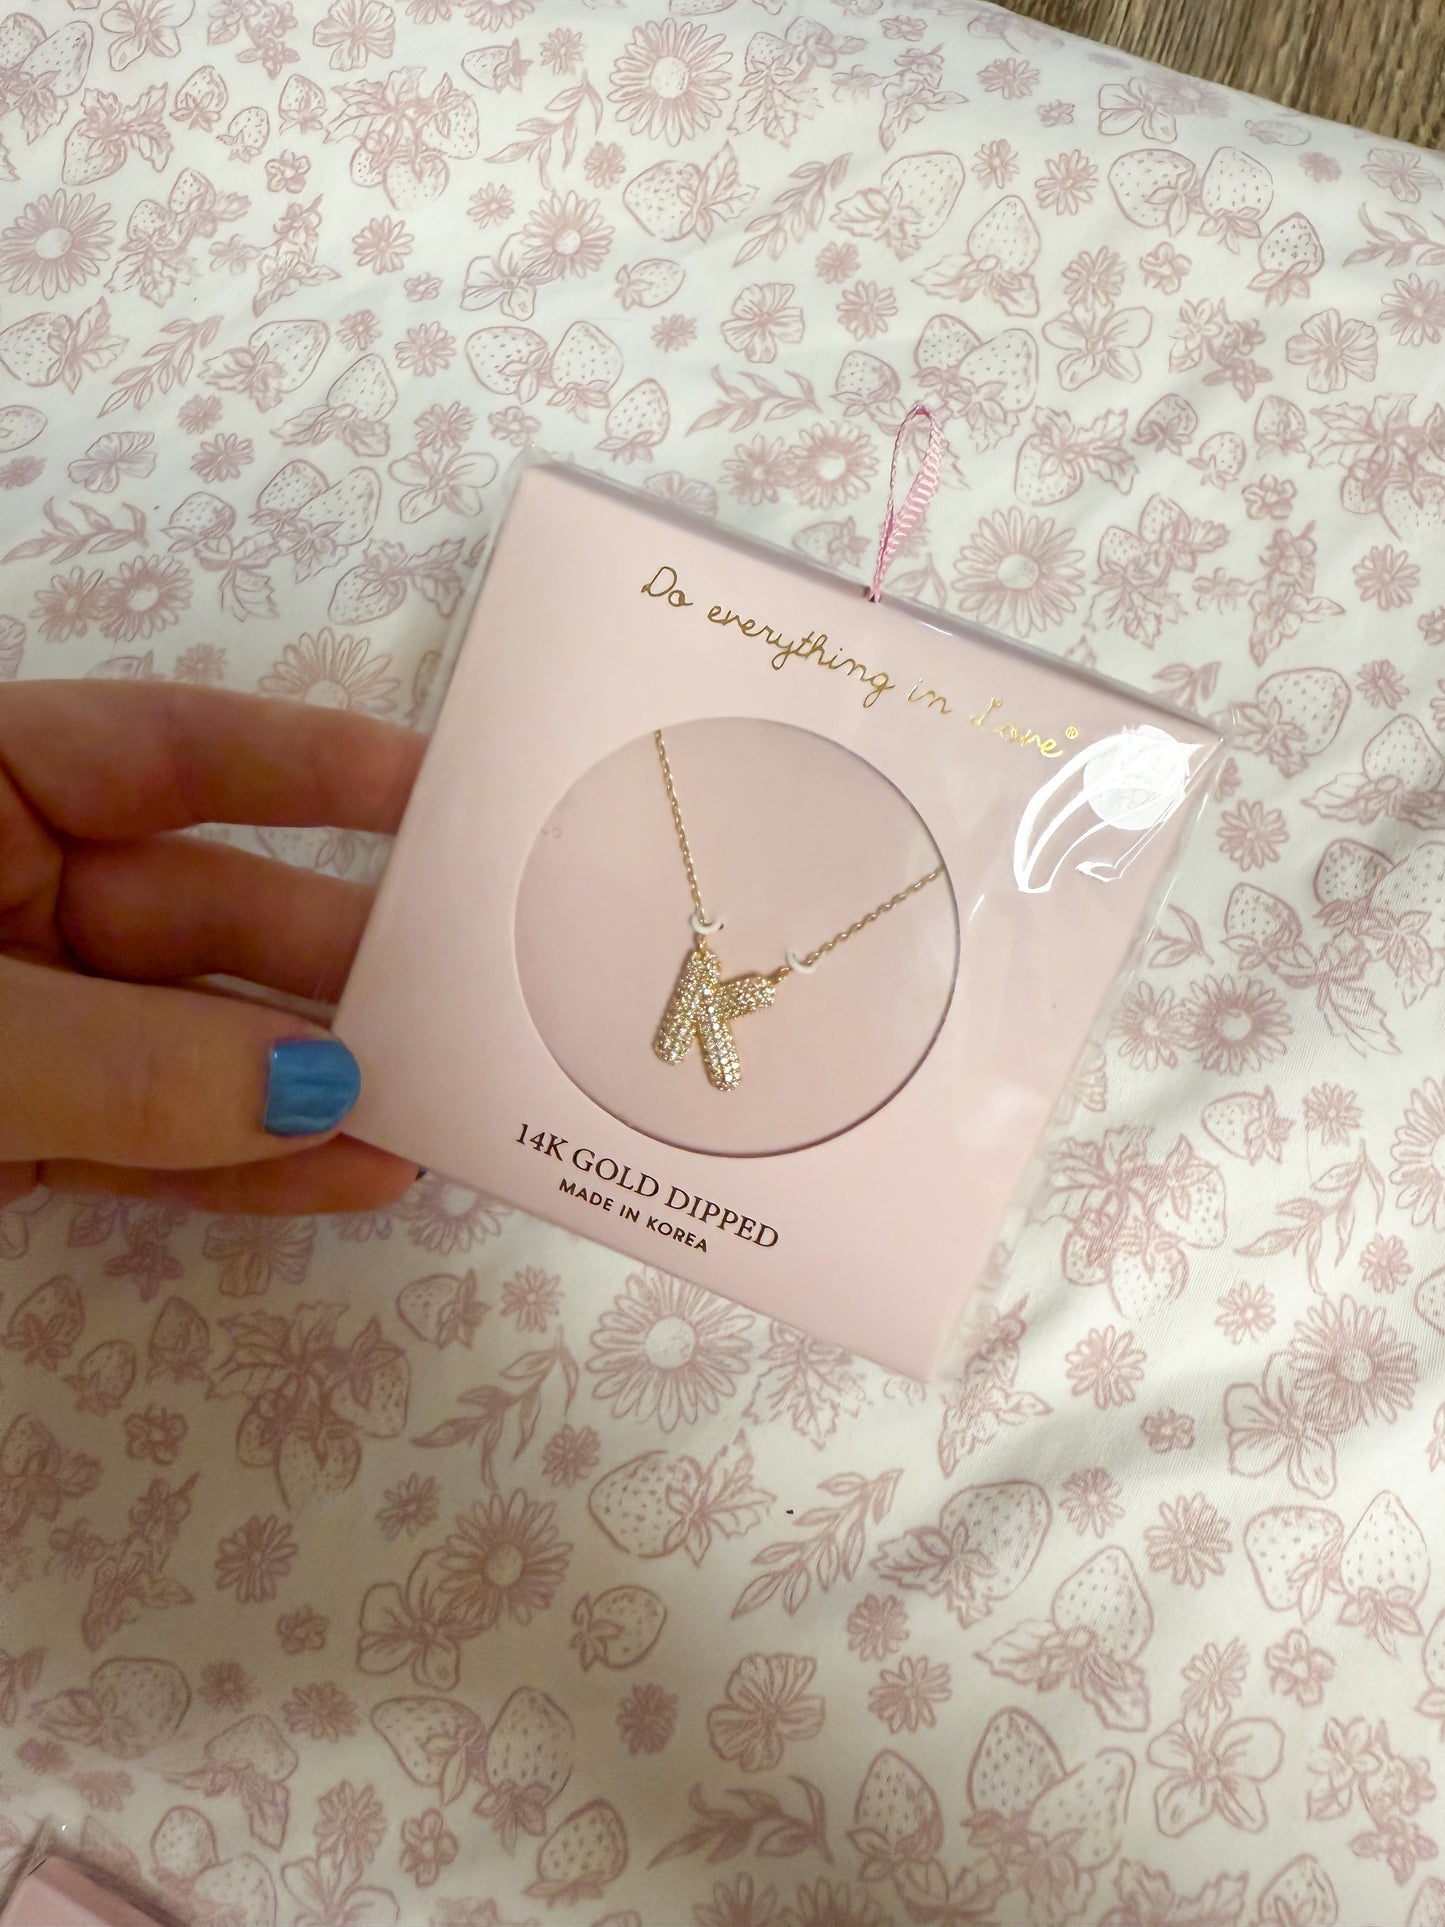 Do everything in Love®
K
14K GOLD DIPPED
MADE IN KOREA